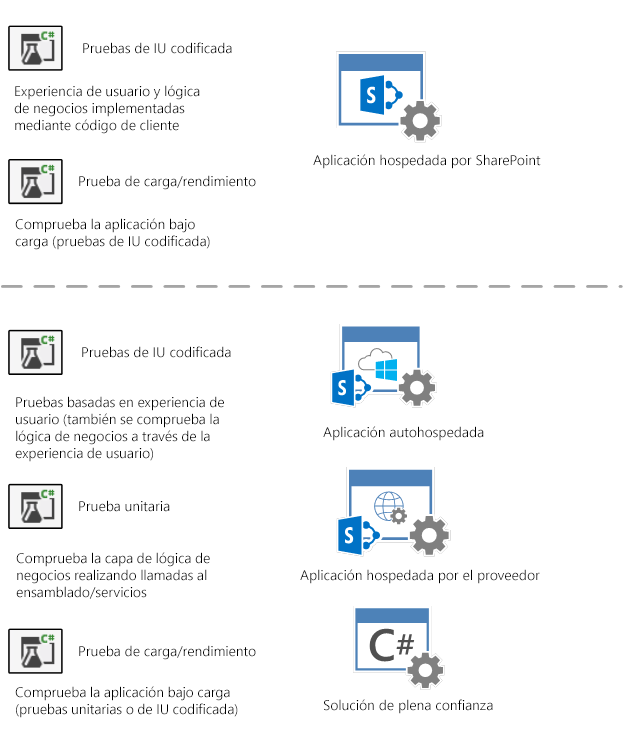 C#
Pruebas de IU codificada
Experiencia de usuario y lógica
de negocios implementadas
mediante código de cliente
S
Aplicación hospedada por SharePoint
C#
Prueba de carga/rendimiento
Comprueba la aplicación bajo
carga (pruebas de IU codificada)
C#
Pruebas de IU codificada
Pruebas basadas en experiencia de
usuario (también se comprueba la
lógica de negocios a través de la
experiencia de usuario)
S
Aplicación autohospedada
C#
Prueba unitaria
Comprueba la capa de lógica de
negocios realizando llamadas al
ensamblado/servicios
S
Aplicación hospedada por el proveedor
C#
Prueba de carga/rendimiento
Comprueba la aplicación bajo carga
(pruebas unitarias o de IU codificada)
C#
Solución de plena confianza